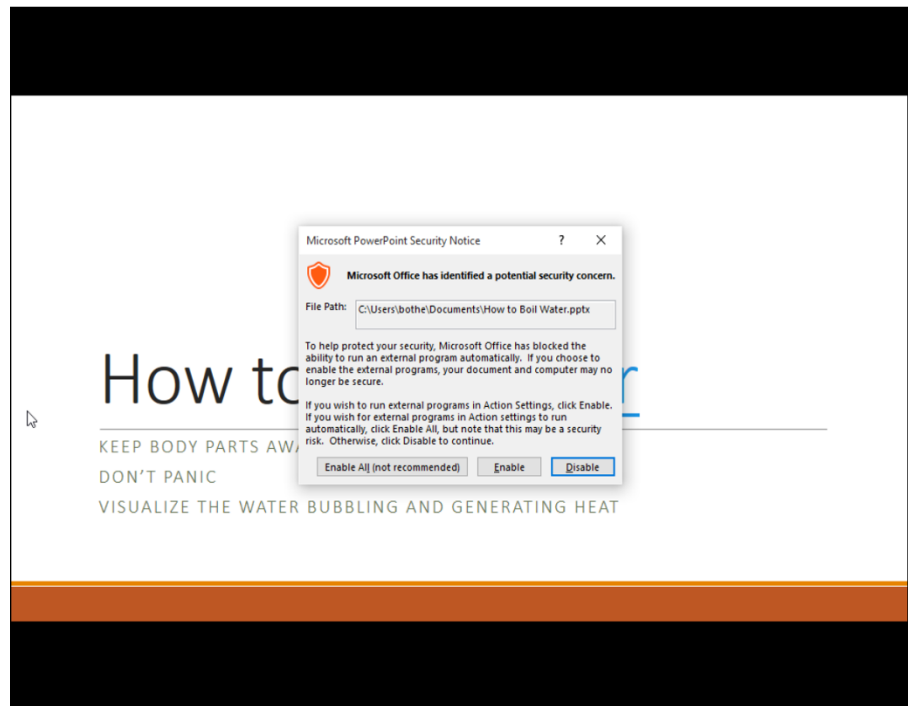 Microsoft PowerPoint Security Notice ? X
Microsoft Office has identified a potential security concern.
File Path: C:\Users\bothe\Documents\How to Boil Water.pptx
To help protect your security, Microsoft Office has blocked the
ability to run an external program automatically. If you choose to
enable the external programs, your document and computer may no
longer be secure.
If you wish to run external programs in Action Settings, click Enable.
If you wish for external programs in Action settings to run
automatically, click Enable All, but note that this may be a security
risk. Otherwise, click Disable to continue.
Enable All (not recommended) Enable Disable
How to r
KEEP BODY PARTS AW
DON'T PANIC
VISUALIZE THE WATER BUBBLING AND GENERATING HEAT